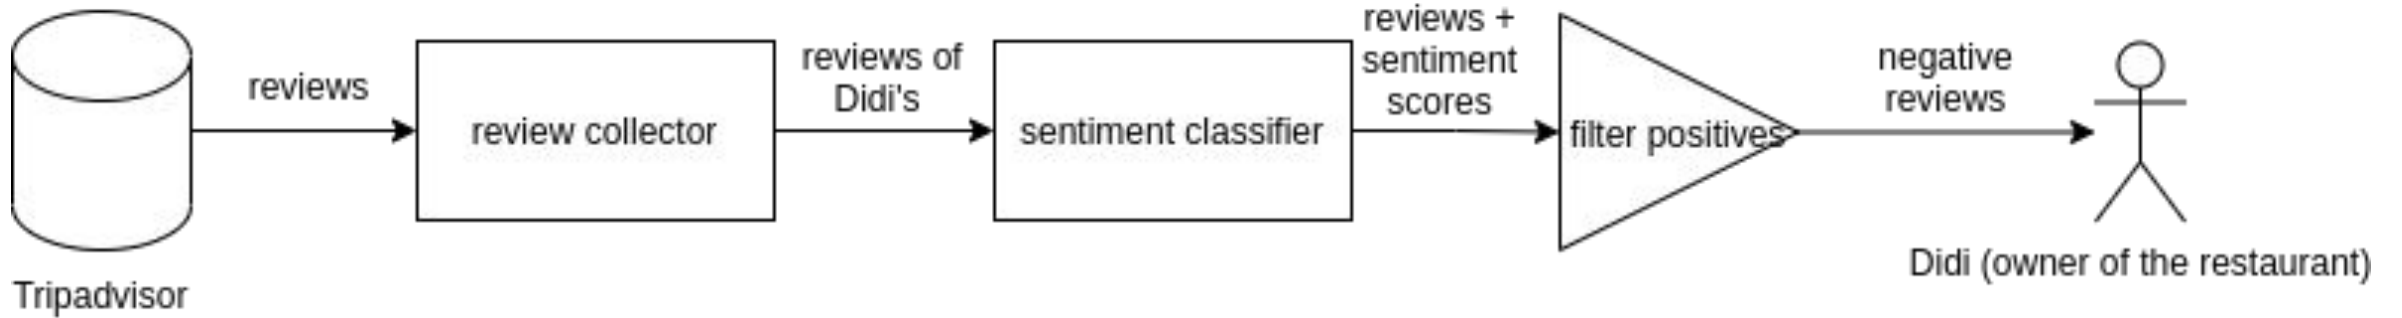 Tripadvisor
reviews
review collector
reviews of
Didi's
sentiment classifier
reviews +
sentiment
scores
filter positives
negative
reviews
Didi (owner of the restaurant)